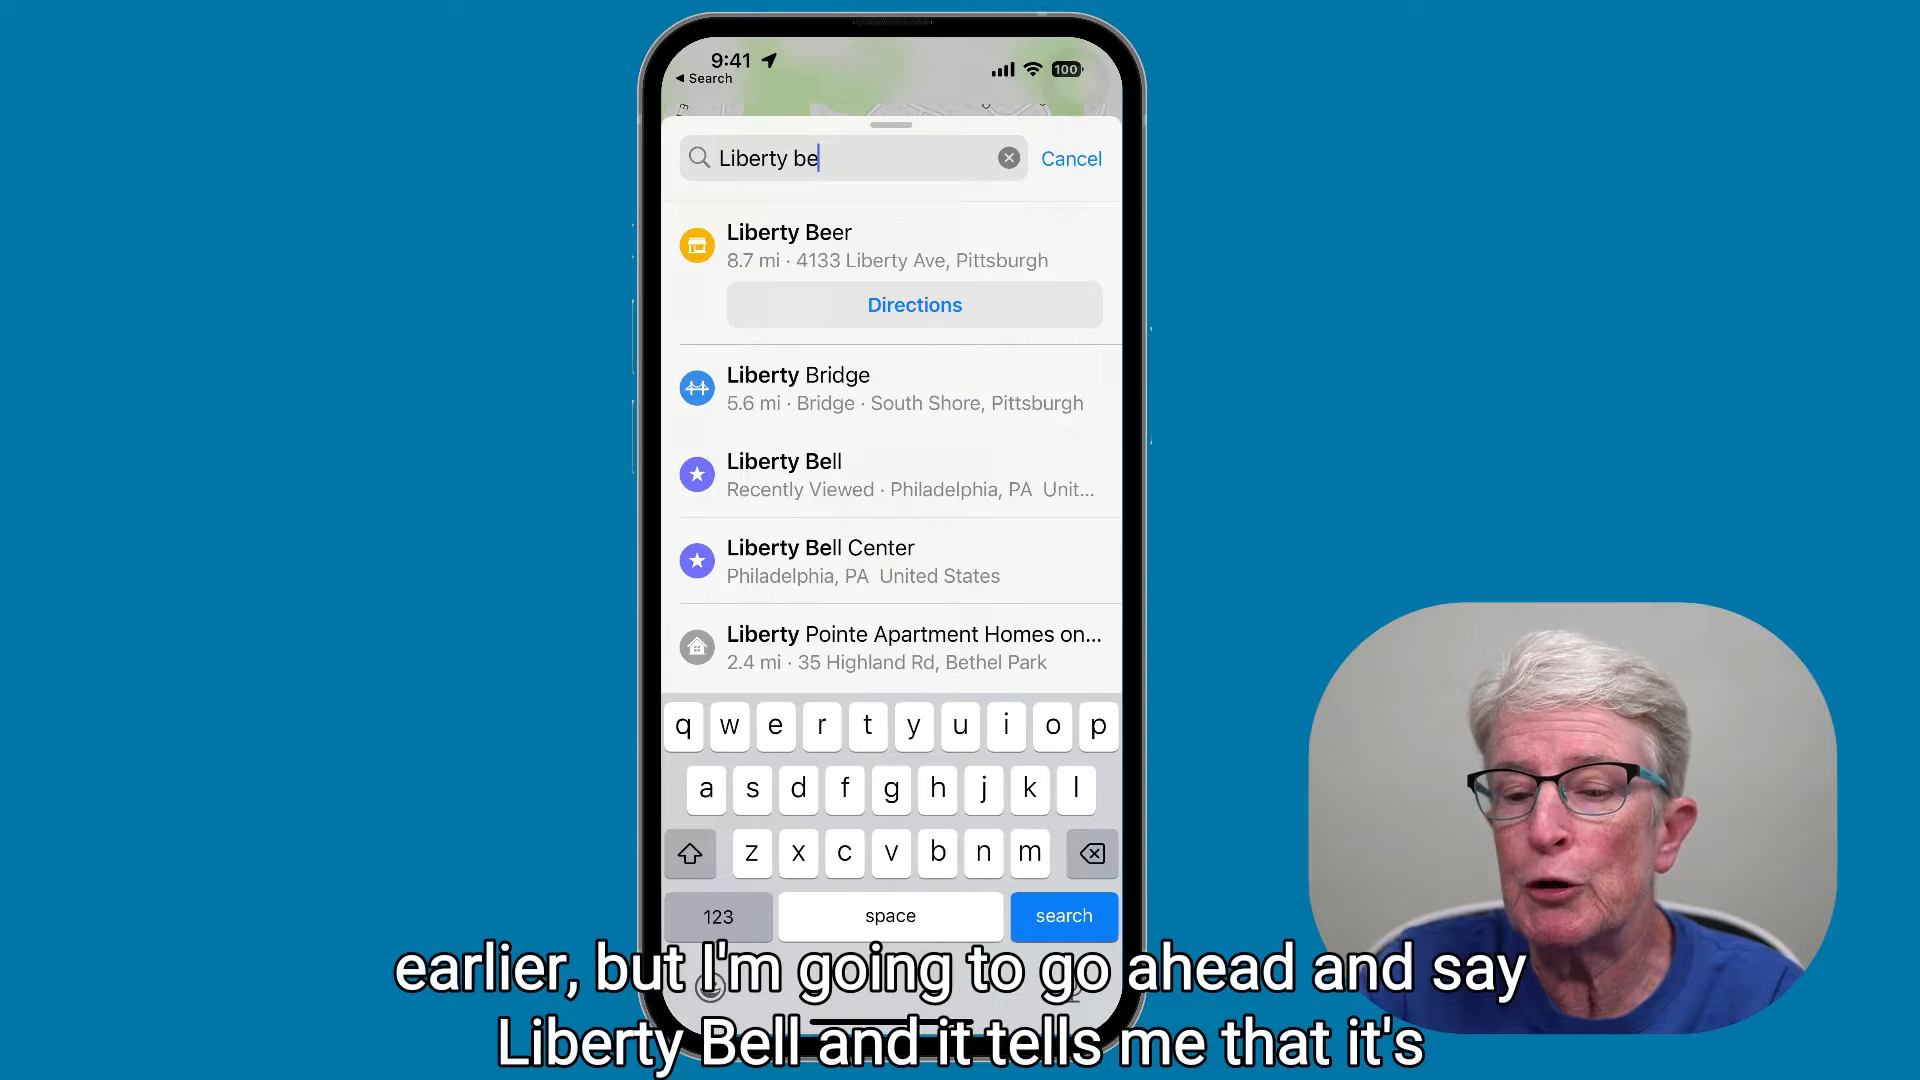 9:41
Search
100
Liberty be
Cancel
Liberty Beer
8.7 mi · 4133 Liberty Ave, Pittsburgh
Directions
Liberty Bridge
5.6 mi · Bridge · South Shore, Pittsburgh
Liberty Bell
Recently Viewed · Philadelphia, PA Unit...
Liberty Bell Center
Philadelphia, PA United States
Liberty Pointe Apartment Homes on...
2.4 mi · 35 Highland Rd, Bethel Park
q w e r t y u i o p
a s d f g h j k l
z x c v b n m
123 space search
earlier, but I'm going to go ahead and say
Liberty Bell and it tells me that it's